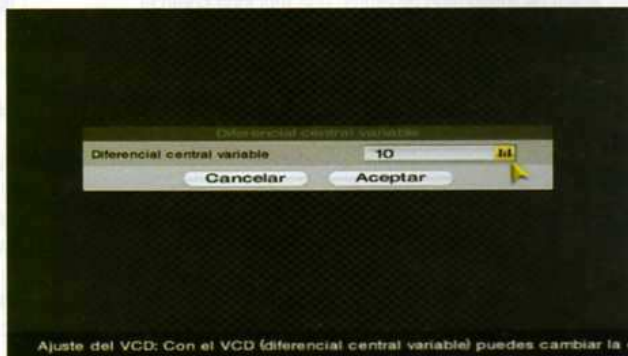 Diferencial central variable
Diferencial central variable 10
Cancelar Aceptar
Ajuste del VCD: Con el VCD (diferencial central variable) puedes cambiar la